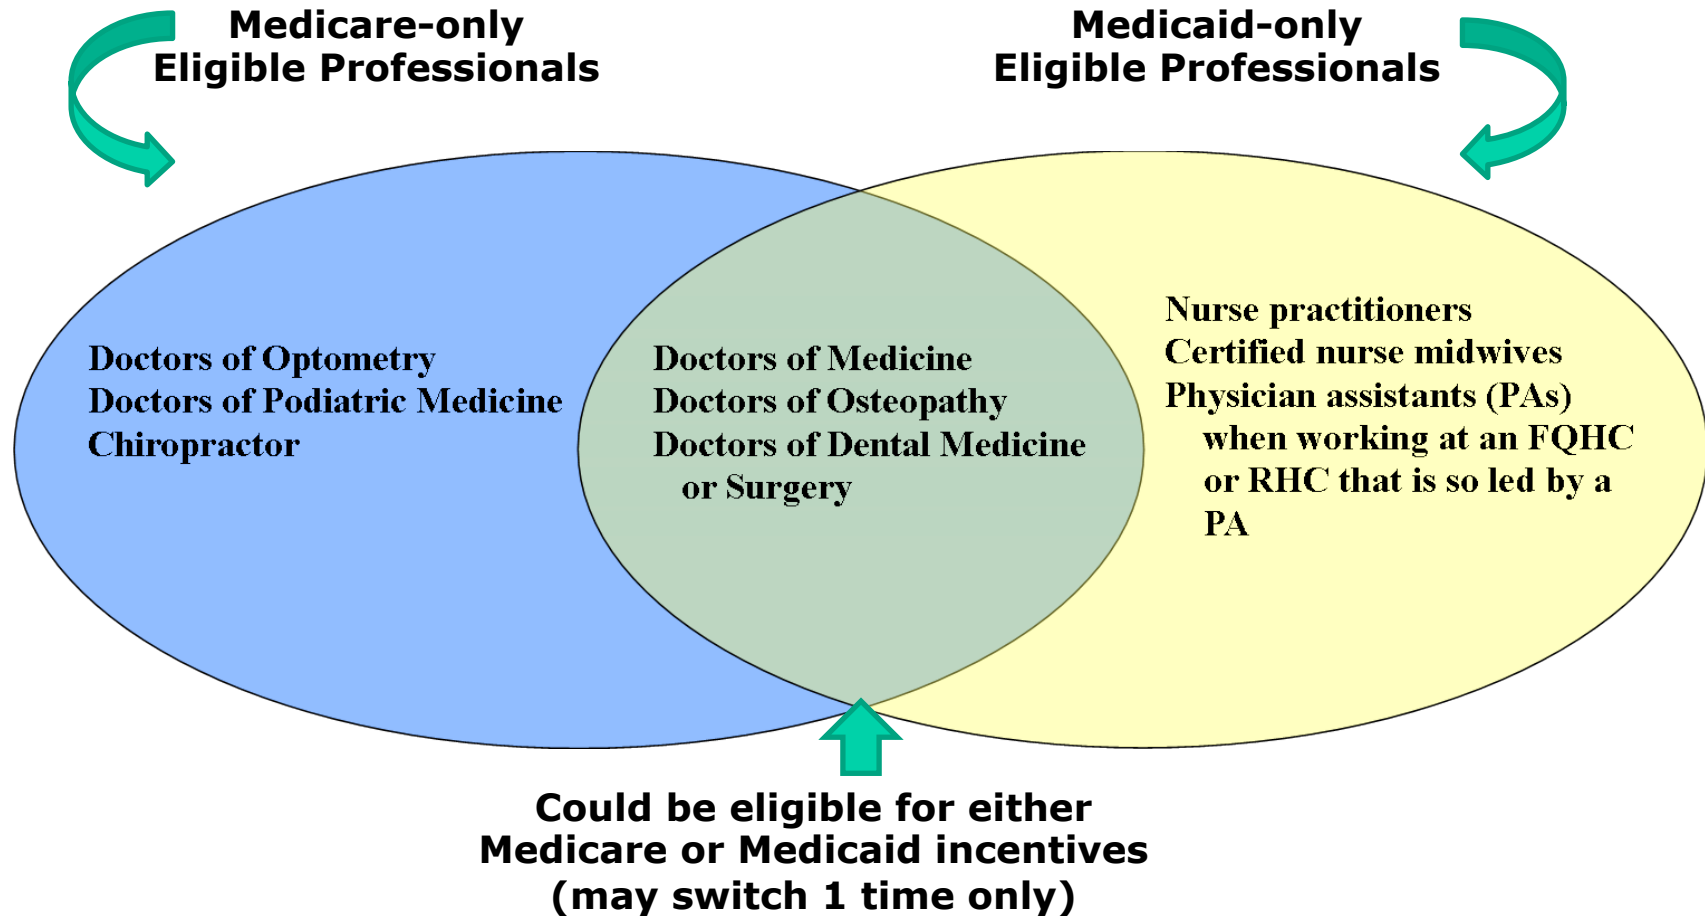 Medicare-only
Eligible Professionals
Medicaid-only
Eligible Professionals
Doctors of Optometry
Doctors of Podiatric Medicine
Chiropractor
Doctors of Medicine
Doctors of Osteopathy
Doctors of Dental Medicine
or Surgery
Nurse practitioners
Certified nurse midwives
Physician assistants (PAs)
when working at an FQHC
or RHC that is so led by a
PA
Could be eligible for either
Medicare or Medicaid incentives
(may switch 1 time only)